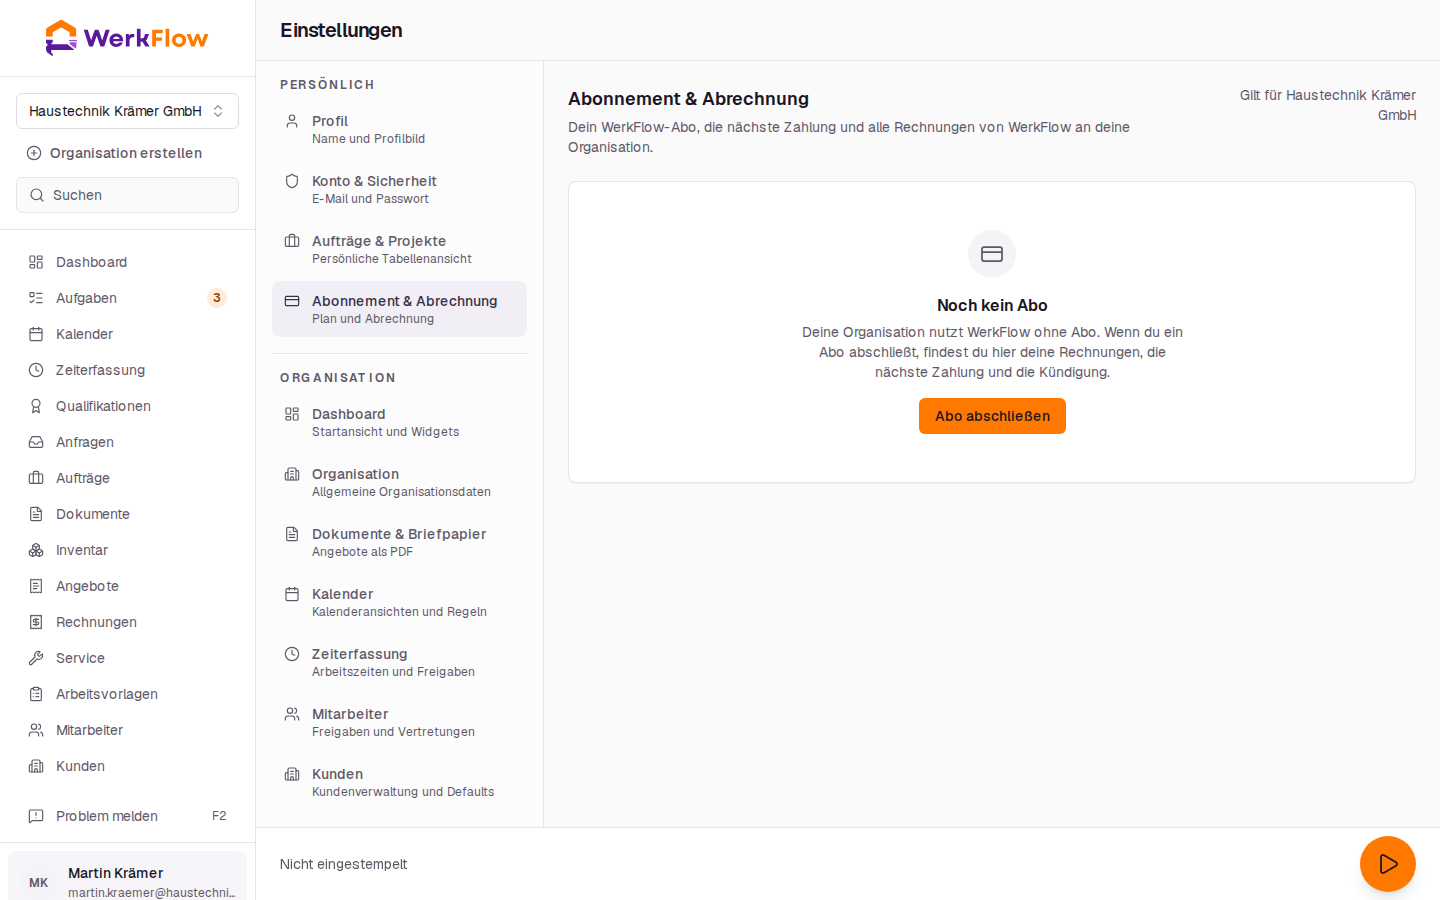 WerkFlow
Haustechnik Krämer GmbH
Organisation erstellen
Suchen
Dashboard
Aufgaben 3
Kalender
Zeiterfassung
Qualifikationen
Anfragen
Aufträge
Dokumente
Inventar
Angebote
Rechnungen
Service
Arbeitsvorlagen
Mitarbeiter
Kunden
Problem melden F2
MK
Martin Krämer
martin.kraemer@haustechni...
Einstellungen
PERSÖNLICH
Profil
Name und Profilbild
Konto & Sicherheit
E-Mail und Passwort
Aufträge & Projekte
Persönliche Tabellenansicht
Abonnement & Abrechnung
Plan und Abrechnung
ORGANISATION
Dashboard
Startansicht und Widgets
Organisation
Allgemeine Organisationsdaten
Dokumente & Briefpapier
Angebote als PDF
Kalender
Kalenderansichten und Regeln
Zeiterfassung
Arbeitszeiten und Freigaben
Mitarbeiter
Freigaben und Vertretungen
Kunden
Kundenverwaltung und Defaults
Abonnement & Abrechnung
Dein WerkFlow-Abo, die nächste Zahlung und alle Rechnungen von WerkFlow an deine
Organisation.
Gilt für Haustechnik Krämer
GmbH
Noch kein Abo
Deine Organisation nutzt WerkFlow ohne Abo. Wenn du ein
Abo abschließt, findest du hier deine Rechnungen, die
nächste Zahlung und die Kündigung.
Abo abschließen
Nicht eingestempelt